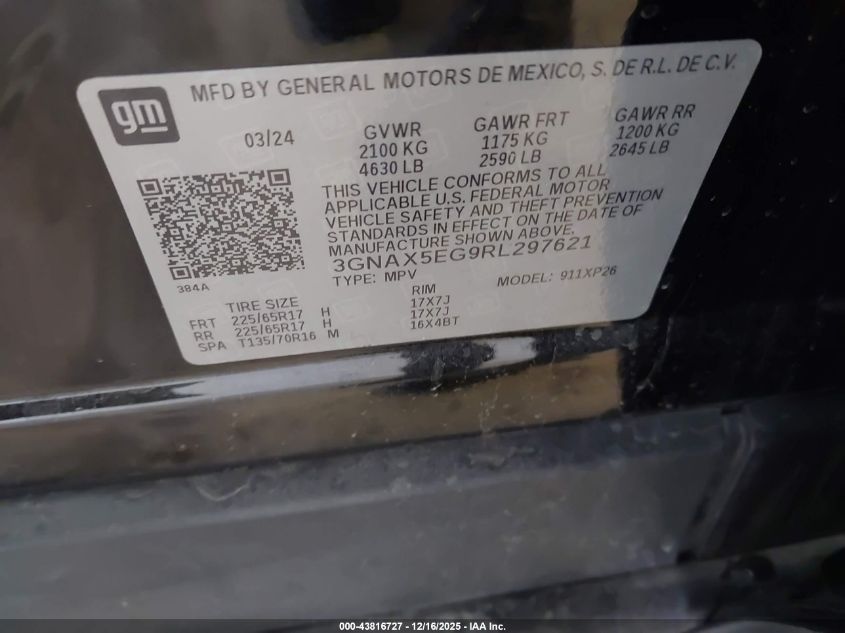 gm
MFD BY GENERAL MOTORS DE MEXICO, S. DE R.L. DE C.V.
03/24 GVWR GAWR FRT GAWR RR
2100 KG 1175 KG 1200 KG
4630 LB 2590 LB 2645 LB
THIS VEHICLE CONFORMS TO ALL
APPLICABLE U.S. FEDERAL MOTOR
VEHICLE SAFETY AND THEFT PREVENTION
STANDARDS IN EFFECT ON THE DATE OF
MANUFACTURE SHOWN ABOVE.
3GNAX5EG9RL297621
384A TYPE: MPV MODEL: 911XP26
TIRE SIZE RIM
FRT 225/65R17 H 17X7J
RR 225/65R17 H 17X7J
SPA T135/70R16 M 16X4BT
000-43816727 - 12/16/2025 - IAA Inc.